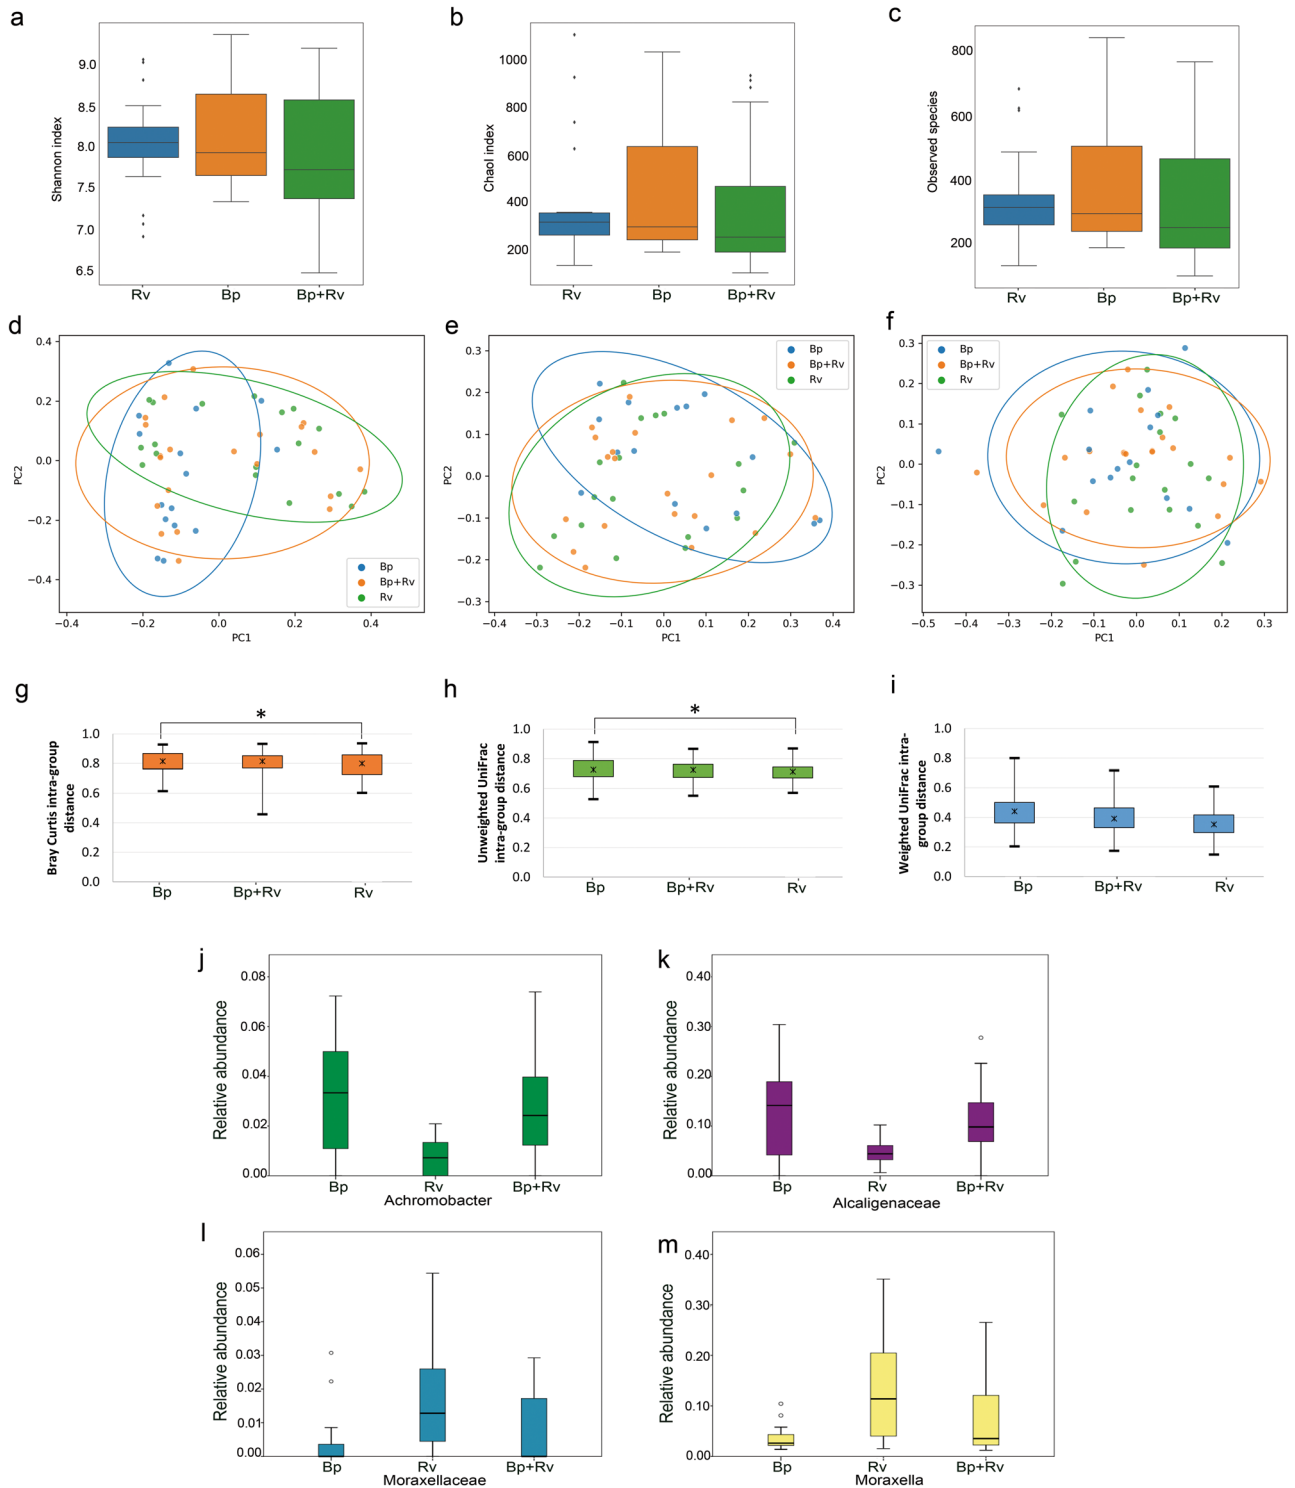 a
Shannon index
9.0
8.5
8.0
7.5
7.0
6.5
Rv Bp Bp+Rv
b
Chaol index
1000
800
600
400
200
Rv Bp Bp+Rv
c
Observed species
800
600
400
200
Rv Bp Bp+Rv
d
PC2
0.4
0.2
0.0
−0.2
−0.4
−0.4 −0.2 0.0 0.2 0.4
PC1
Bp
Bp+Rv
Rv
e
PC2
0.3
0.2
0.1
0.0
−0.1
−0.2
−0.3
−0.4 −0.3 −0.2 −0.1 0.0 0.1 0.2 0.3 0.4
PC1
Bp
Bp+Rv
Rv
f
PC2
0.3
0.2
0.1
0.0
−0.1
−0.2
−0.3
−0.5 −0.4 −0.3 −0.2 −0.1 0.0 0.1 0.2 0.3
PC1
Bp
Bp+Rv
Rv
g
Bray Curtis intra-group
distance
1.0
0.8
0.6
0.4
0.2
0.0
*
Bp Bp+Rv Rv
h
Unweighted UniFrac
intra-group distance
1.0
0.8
0.6
0.4
0.2
0.0
*
Bp Bp+Rv Rv
i
Weighted UniFrac intra-
group distance
1.0
0.8
0.6
0.4
0.2
0.0
Bp Bp+Rv Rv
j
Relative abundance
0.08
0.06
0.04
0.02
0.00
Bp Rv Bp+Rv
Achromobacter
k
Relative abundance
0.40
0.30
0.20
0.10
0.00
Bp Rv Bp+Rv
Alcaligenaceae
l
Relative abundance
0.06
0.05
0.04
0.03
0.02
0.01
0.00
Bp Rv Bp+Rv
Moraxellaceae
m
Relative abundance
0.40
0.30
0.20
0.10
0.00
Bp Rv Bp+Rv
Moraxella